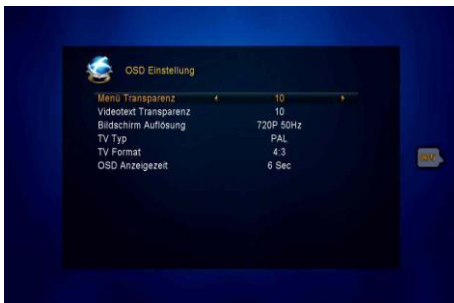 OSD Einstellung
Menü Transparenz 10
Videotext Transparenz 10
Bildschirm Auflösung 720P 50Hz
TV Typ PAL
TV Format 4:3
OSD Anzeigezeit 6 Sec